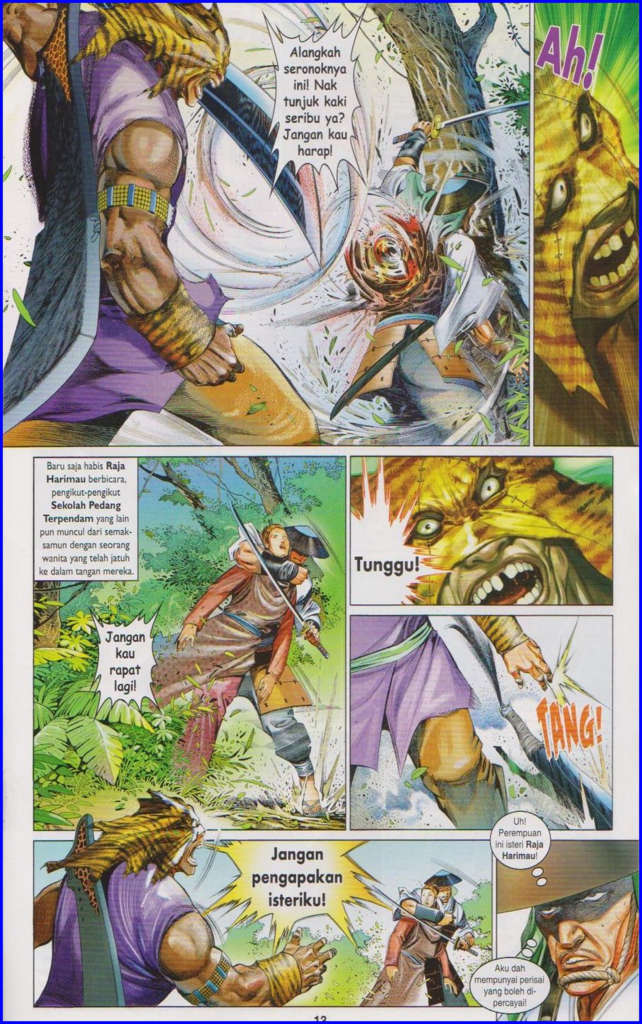 Alangkah
seronoknya
ini! Nak
tunjuk kaki
seribu ya?
Jangan kau
harap!
Ah!
Baru saja habis Raja
Harimau berbicara,
pengikut-pengikut
Sekolah Pedang
Terpendam yang lain
pun muncul dari semak-
samun dengan seorang
wanita yang telah jatuh
ke dalam tangan mereka.
Jangan
kau
rapat
lagi!
Tunggu!
TANG!
Jangan
pengapakan
isteriku!
Uh!
Perempuan
ini isteri Raja
Harimau!
Aku dah
mempunyai perisai
yang boleh di-
percayai!
13